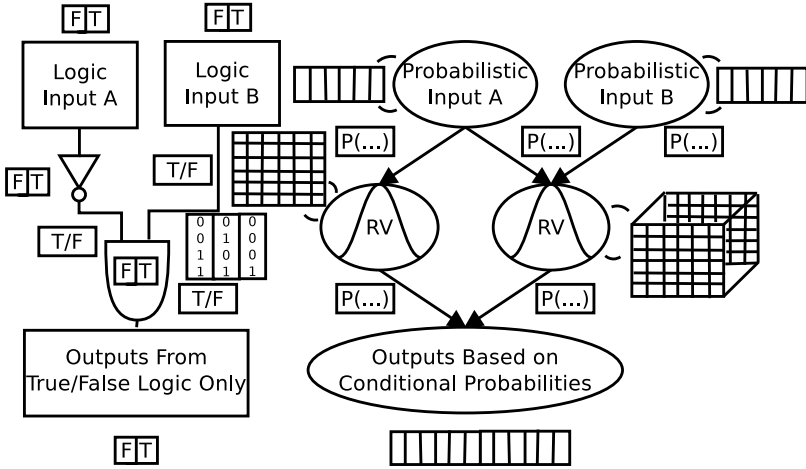 F T
F T
Logic
Input A
Logic
Input B
Probabilistic
Input A
Probabilistic
Input B
P(...)
P(...)
P(...)
F T
T/F
T/F
0 0 0
0 1 0
1 0 0
1 1 1
RV
RV
F T
T/F
P(...)
P(...)
Outputs From
True/False Logic Only
Outputs Based on
Conditional Probabilities
F T